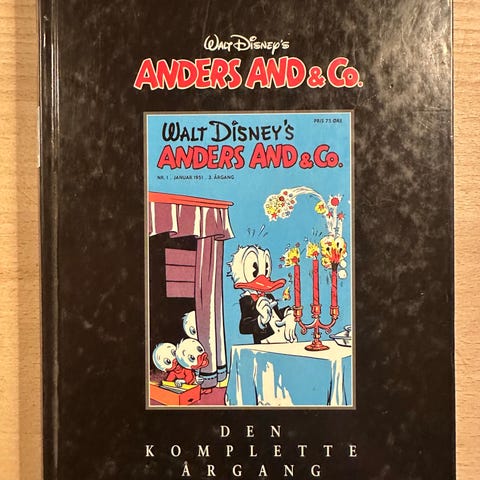 WALT DISNEY'S
ANDERS AND & Co.
PRIS 75 ØRE
WALT DISNEY'S
ANDERS AND & Co.
NR. 1 . JANUAR 1951 . 3. ÅRGANG
DEN
KOMPLETTE
ÅRGANG